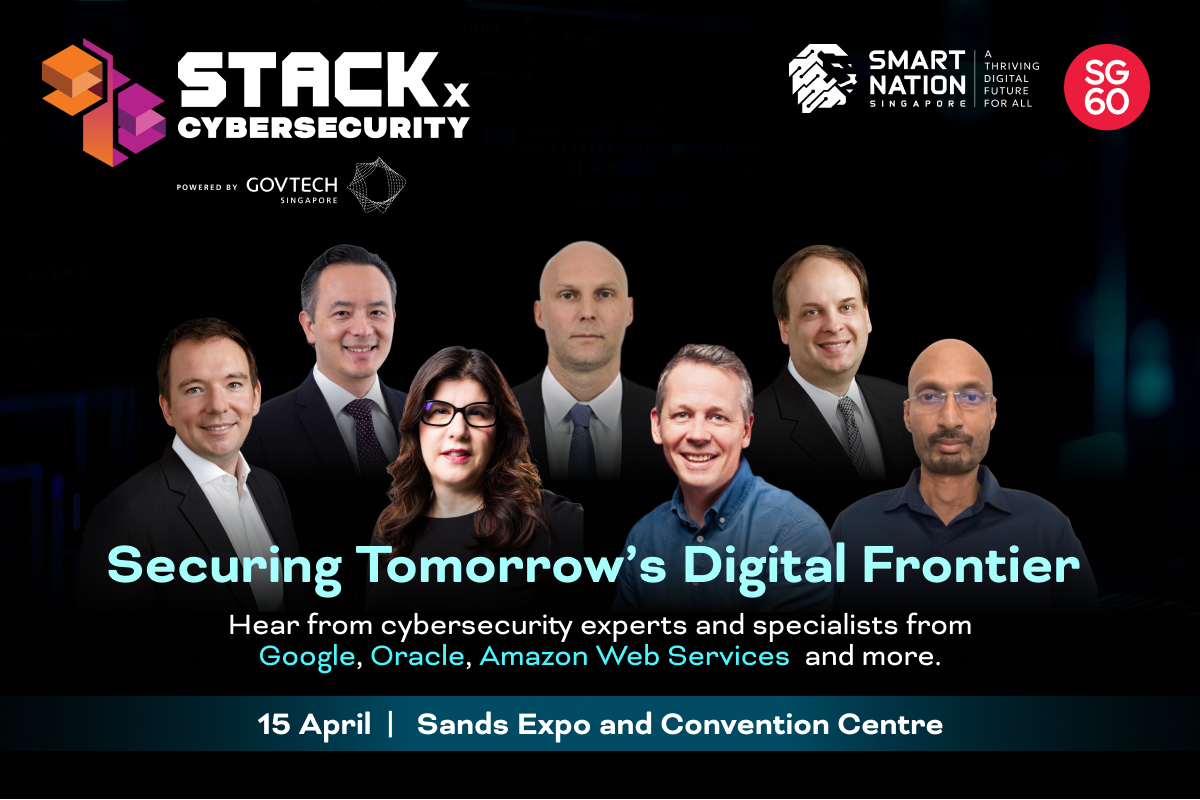 STACK x
CYBERSECURITY
POWERED BY GOVTECH
SINGAPORE
SMART
NATION
SINGAPORE
A
THRIVING
DIGITAL
FUTURE
FOR ALL
SG
60
Securing Tomorrow’s Digital Frontier
Hear from cybersecurity experts and specialists from
Google, Oracle, Amazon Web Services and more.
15 April | Sands Expo and Convention Centre